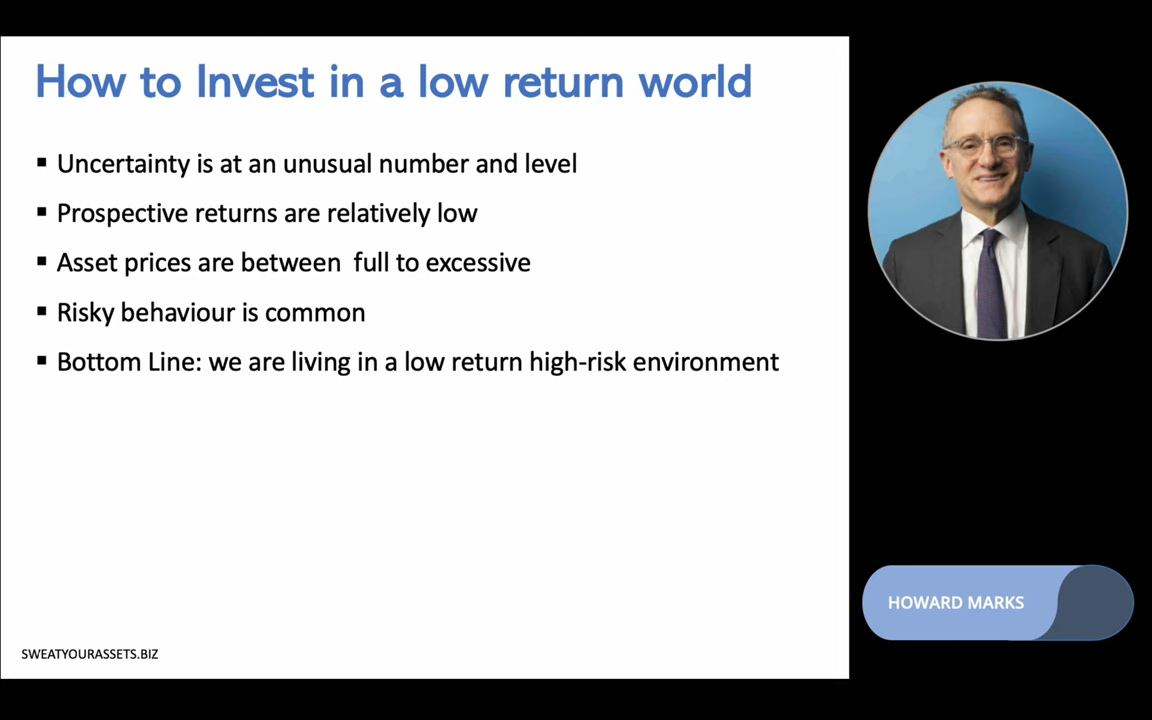 How to Invest in a low return world
▪ Uncertainty is at an unusual number and level
▪ Prospective returns are relatively low
▪ Asset prices are between  full to excessive
▪ Risky behaviour is common
▪ Bottom Line: we are living in a low return high-risk environment
HOWARD MARKS
SWEATYOURASSETS.BIZ